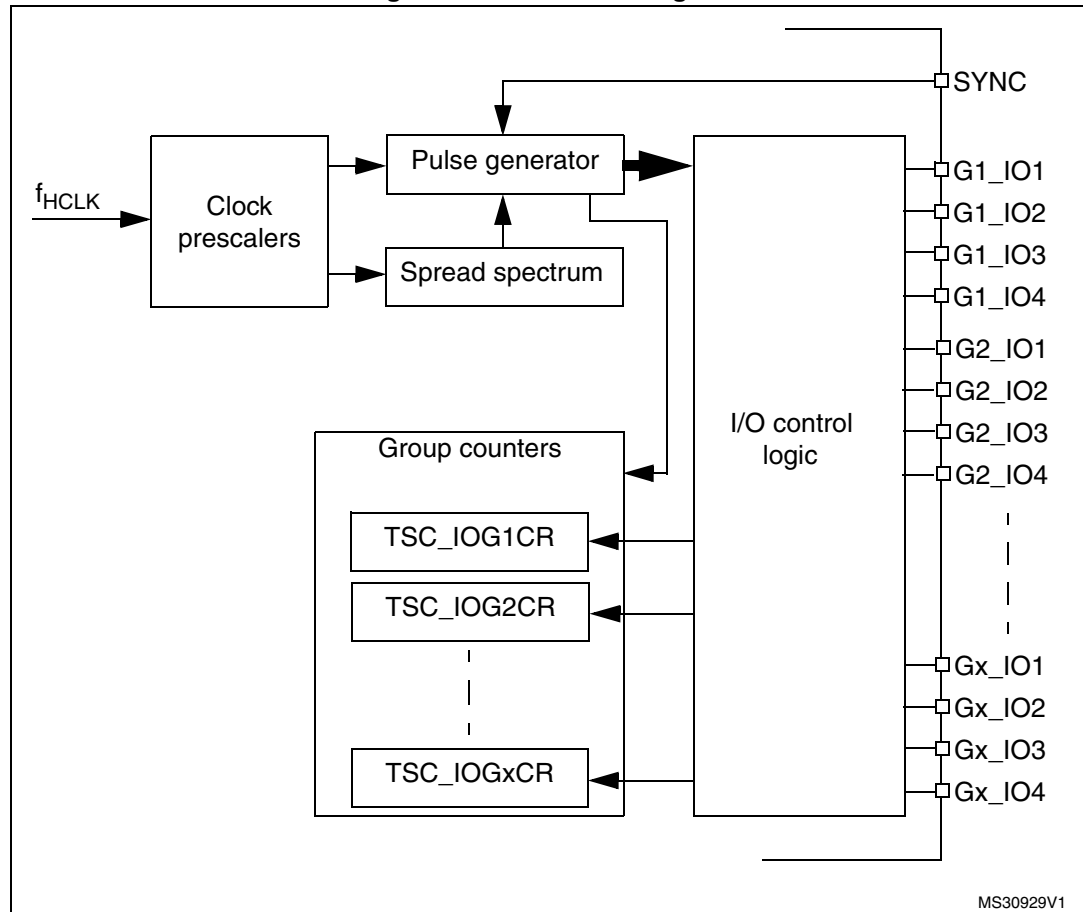 SYNC
Pulse generator
f_HCLK
Clock
prescalers
Spread spectrum
G1_IO1
G1_IO2
G1_IO3
G1_IO4
G2_IO1
G2_IO2
G2_IO3
G2_IO4
I/O control
logic
Group counters
TSC_IOG1CR
TSC_IOG2CR
TSC_IOGxCR
Gx_IO1
Gx_IO2
Gx_IO3
Gx_IO4
MS30929V1